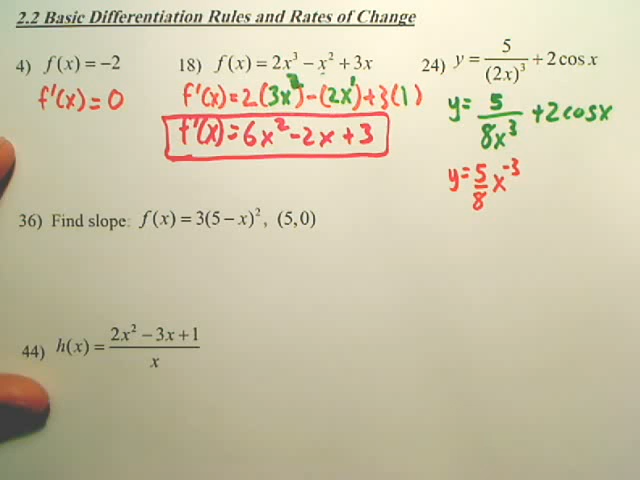 2.2 Basic Differentiation Rules and Rates of Change
4) f(x) = −2
f'(x) = 0
18) f(x) = 2x³ − x² + 3x
f'(x) = 2(3x²) − (2x¹) + 3(1)
f'(x) = 6x² − 2x + 3
24) y = 5/(2x)³ + 2 cos x
y = 5/8x³ + 2 cos x
y = 5/8 x⁻³
36) Find slope: f(x) = 3(5 − x)², (5, 0)
44) h(x) = 2x² − 3x + 1 / x